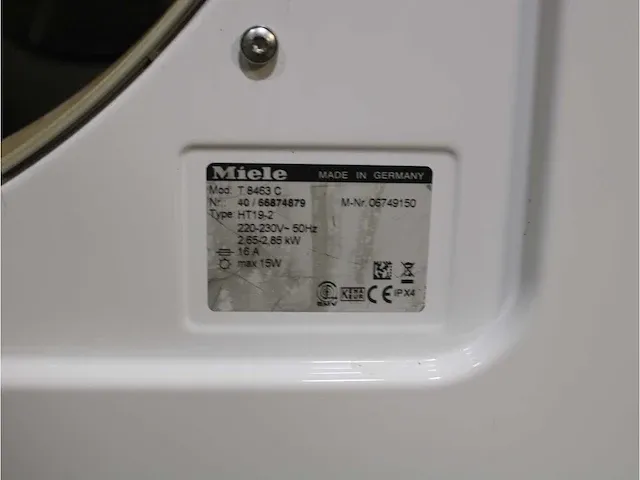 Miele MADE IN GERMANY
Mod. T 8463 C
Nr.: 40 / 66874879 M-Nr. 06749150
Type: HT19-2
220-230V~ 50Hz
2,65-2,85 kW
16 A
max 15W
KEMA
KEUR
CE IPX4